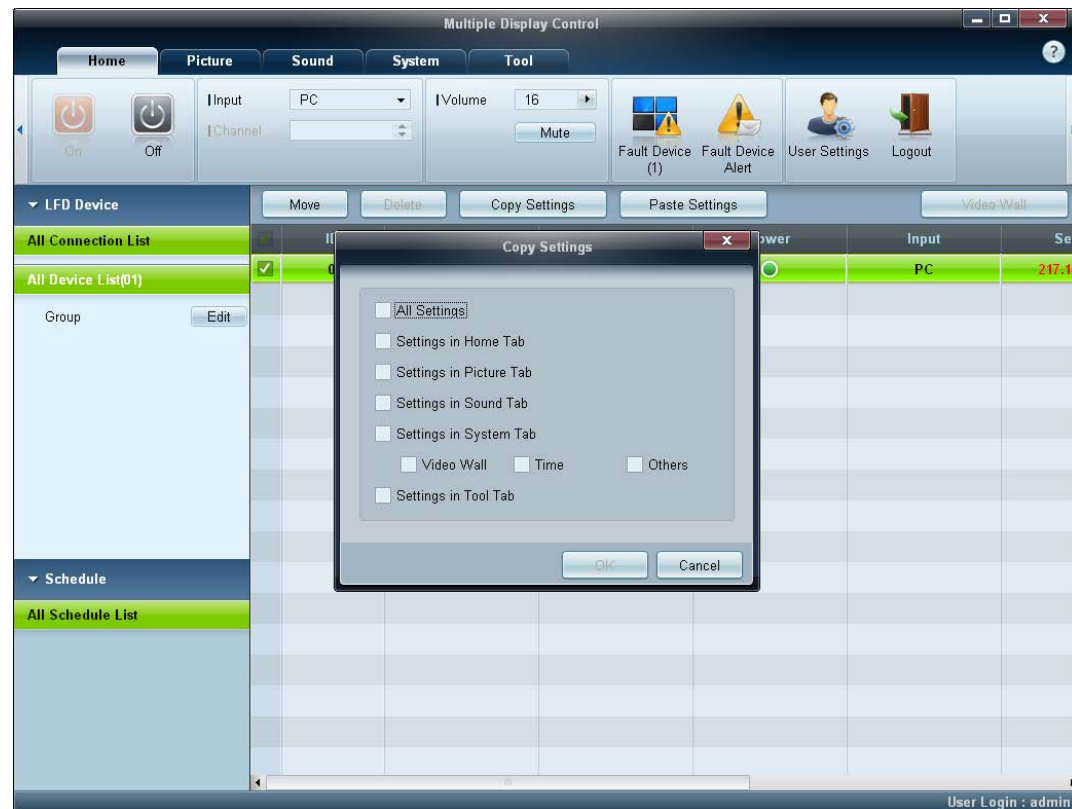 Multiple Display Control
Home Picture Sound System Tool
Input PC Volume 16
Channel Mute
On Off Fault Device (1) Fault Device Alert User Settings Logout
LFD Device Move Delete Copy Settings Paste Settings Video Wall
All Connection List
Copy Settings
Input
All Device List(01)
PC
217.1
Group Edit
All Settings
Settings in Home Tab
Settings in Picture Tab
Settings in Sound Tab
Settings in System Tab
Video Wall Time Others
Settings in Tool Tab
OK Cancel
Schedule
All Schedule List
User Login : admin